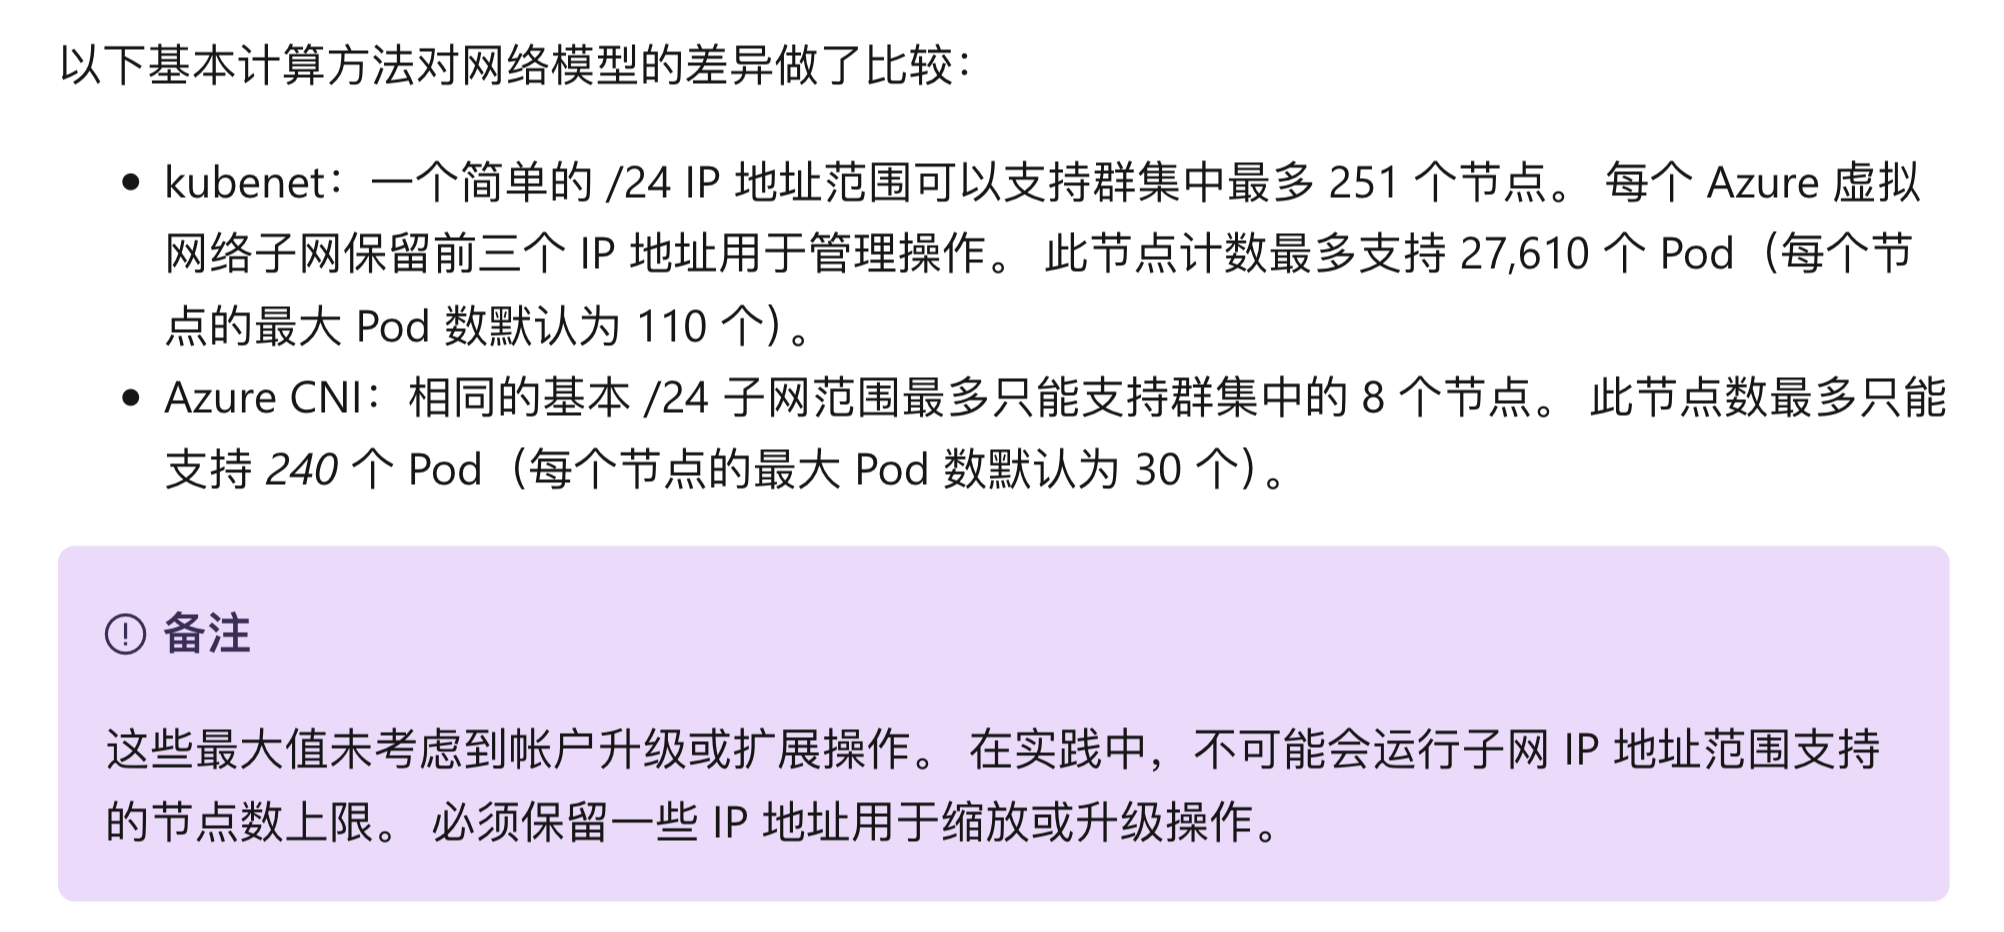 以下基本计算方法对网络模型的差异做了比较：
• kubenet：一个简单的 /24 IP 地址范围可以支持群集中最多 251 个节点。 每个 Azure 虚拟
网络子网保留前三个 IP 地址用于管理操作。 此节点计数最多支持 27,610 个 Pod（每个节
点的最大 Pod 数默认为 110 个）。
• Azure CNI：相同的基本 /24 子网范围最多只能支持群集中的 8 个节点。 此节点数最多只能
支持 240 个 Pod（每个节点的最大 Pod 数默认为 30 个）。
备注
这些最大值未考虑到帐户升级或扩展操作。 在实践中，不可能会运行子网 IP 地址范围支持
的节点数上限。 必须保留一些 IP 地址用于缩放或升级操作。